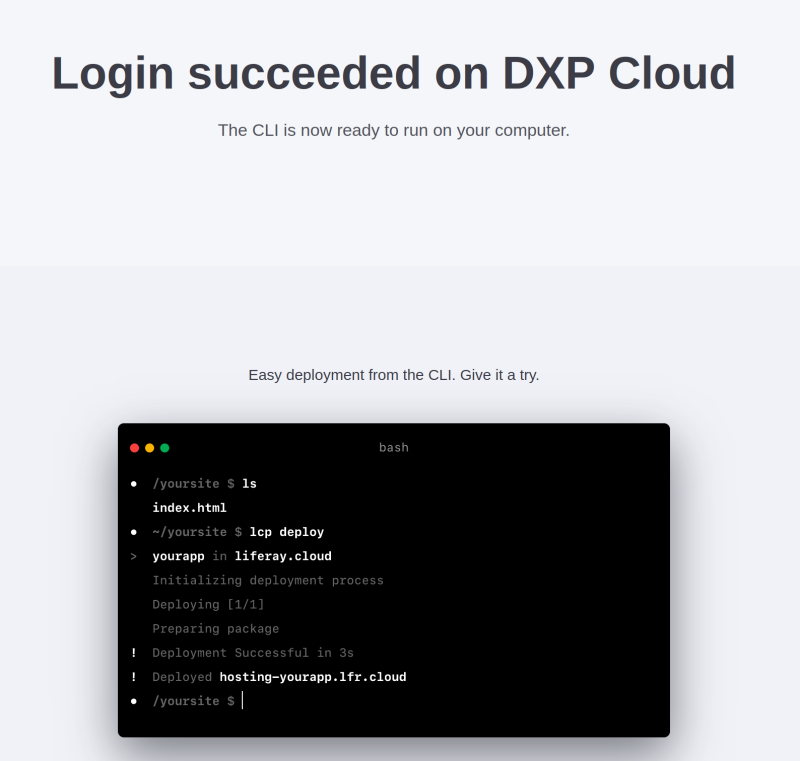 Login succeeded on DXP Cloud
The CLI is now ready to run on your computer.
Easy deployment from the CLI. Give it a try.
bash
● /yoursite $ ls
index.html
● ~/yoursite $ lcp deploy
> yourapp in liferay.cloud
Initializing deployment process
Deploying [1/1]
Preparing package
! Deployment Successful in 3s
! Deployed hosting-yourapp.lfr.cloud
● /yoursite $